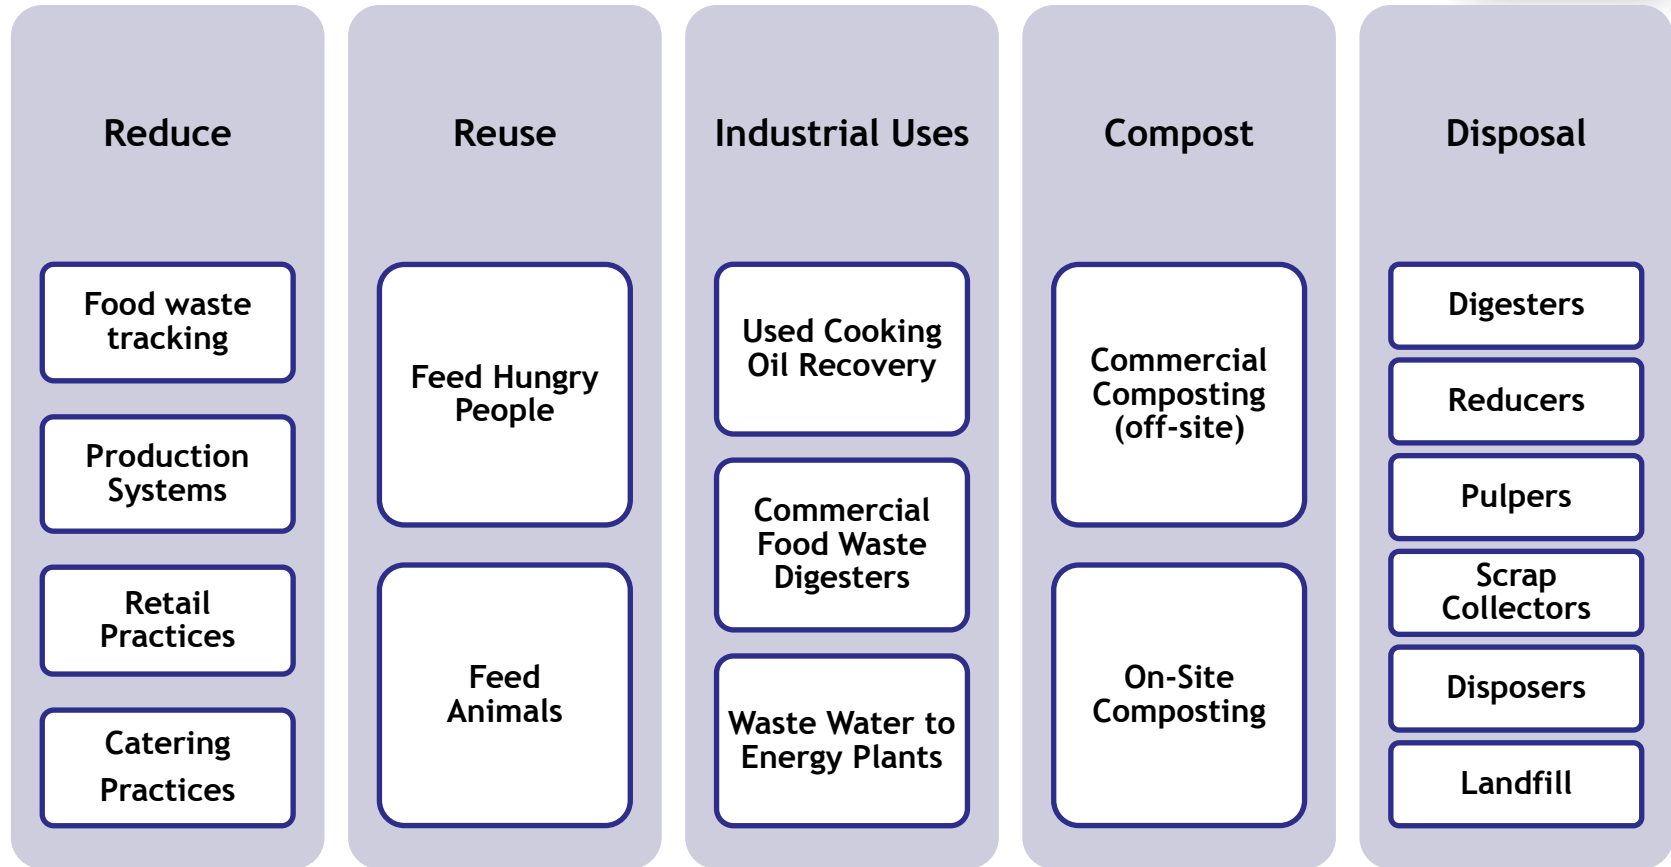 Reduce
Food waste
tracking
Production
Systems
Retail
Practices
Catering
Practices
Reuse
Feed Hungry
People
Feed
Animals
Industrial Uses
Used Cooking
Oil Recovery
Commercial
Food Waste
Digesters
Waste Water to
Energy Plants
Compost
Commercial
Composting
(off-site)
On-Site
Composting
Disposal
Digesters
Reducers
Pulpers
Scrap
Collectors
Disposers
Landfill